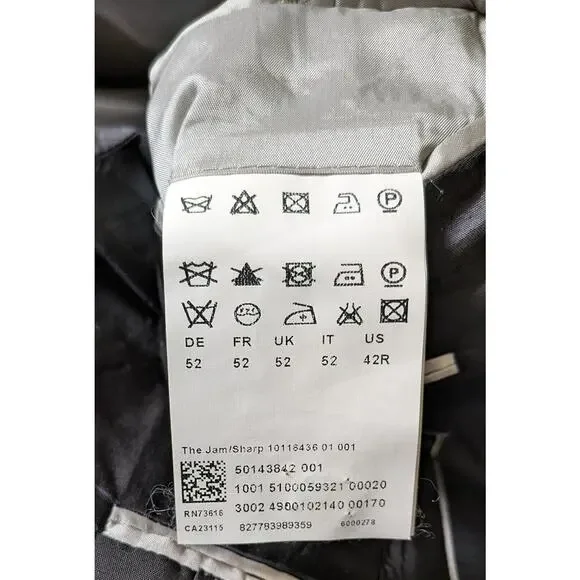 P
P
DE FR UK IT US
52 52 52 52 42R
The Jam/Sharp 10118436 01 001
50143842 001
1001 5100059321 00020
RN73616 3002 4900102140 00170
CA23115 827783989359 6000278